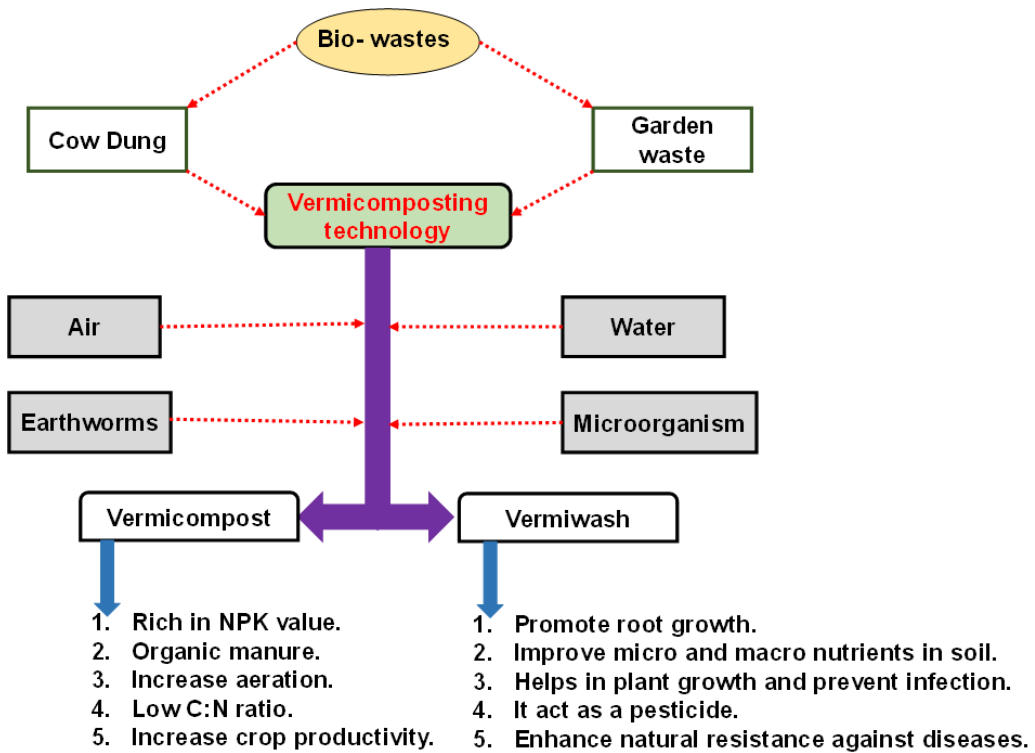 Bio- wastes
Cow Dung
Garden
waste
Vermicomposting
technology
Air
Water
Earthworms
Microorganism
Vermicompost
Vermiwash
1. Rich in NPK value.
2. Organic manure.
3. Increase aeration.
4. Low C:N ratio.
5. Increase crop productivity.
1. Promote root growth.
2. Improve micro and macro nutrients in soil.
3. Helps in plant growth and prevent infection.
4. It act as a pesticide.
5. Enhance natural resistance against diseases.